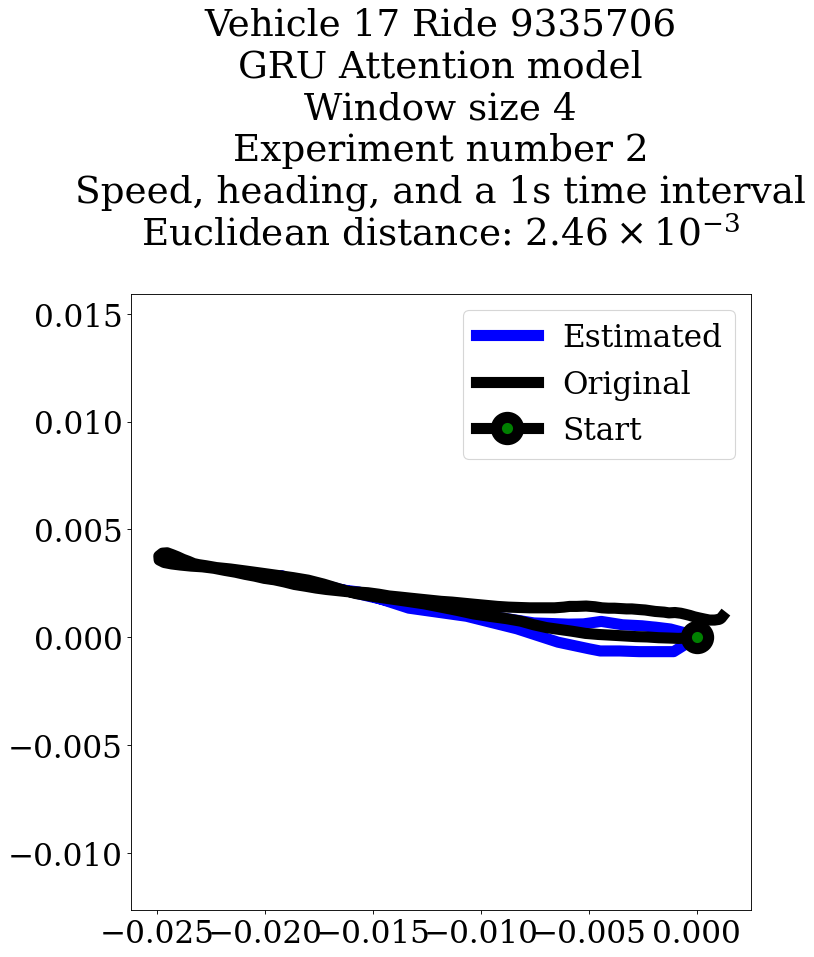 Vehicle 17 Ride 9335706
GRU Attention model
Window size 4
Experiment number 2
Speed, heading, and a 1s time interval
Euclidean distance: 2.46 × 10⁻³
0.015
Estimated
Original
0.010
Start
0.005
0.000
−0.005
−0.010
−0.025 −0.020 −0.015 −0.010 −0.005 0.000